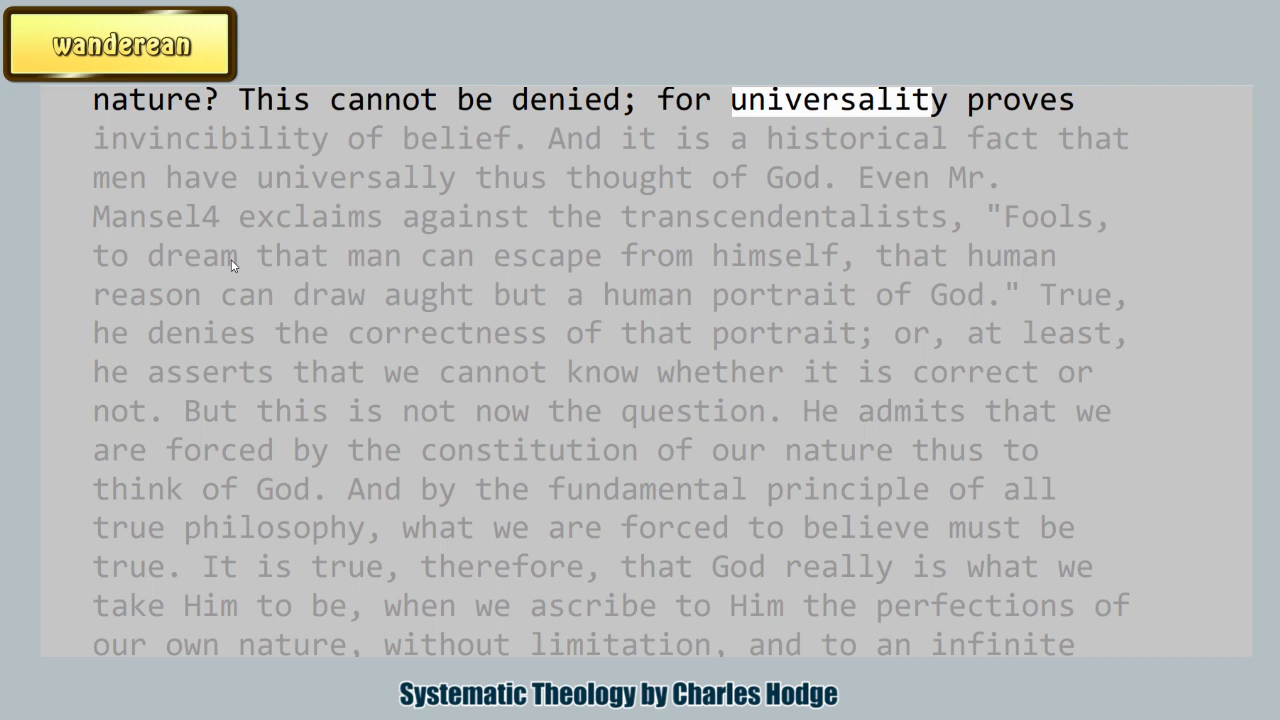 wanderean
nature? This cannot be denied; for universality proves
invincibility of belief. And it is a historical fact that
men have universally thus thought of God. Even Mr.
Mansel4 exclaims against the transcendentalists, "Fools,
to dream that man can escape from himself, that human
reason can draw aught but a human portrait of God." True,
he denies the correctness of that portrait; or, at least,
he asserts that we cannot know whether it is correct or
not. But this is not now the question. He admits that we
are forced by the constitution of our nature thus to
think of God. And by the fundamental principle of all
true philosophy, what we are forced to believe must be
true. It is true, therefore, that God really is what we
take Him to be, when we ascribe to Him the perfections of
our own nature, without limitation, and to an infinite
Systematic Theology by Charles Hodge